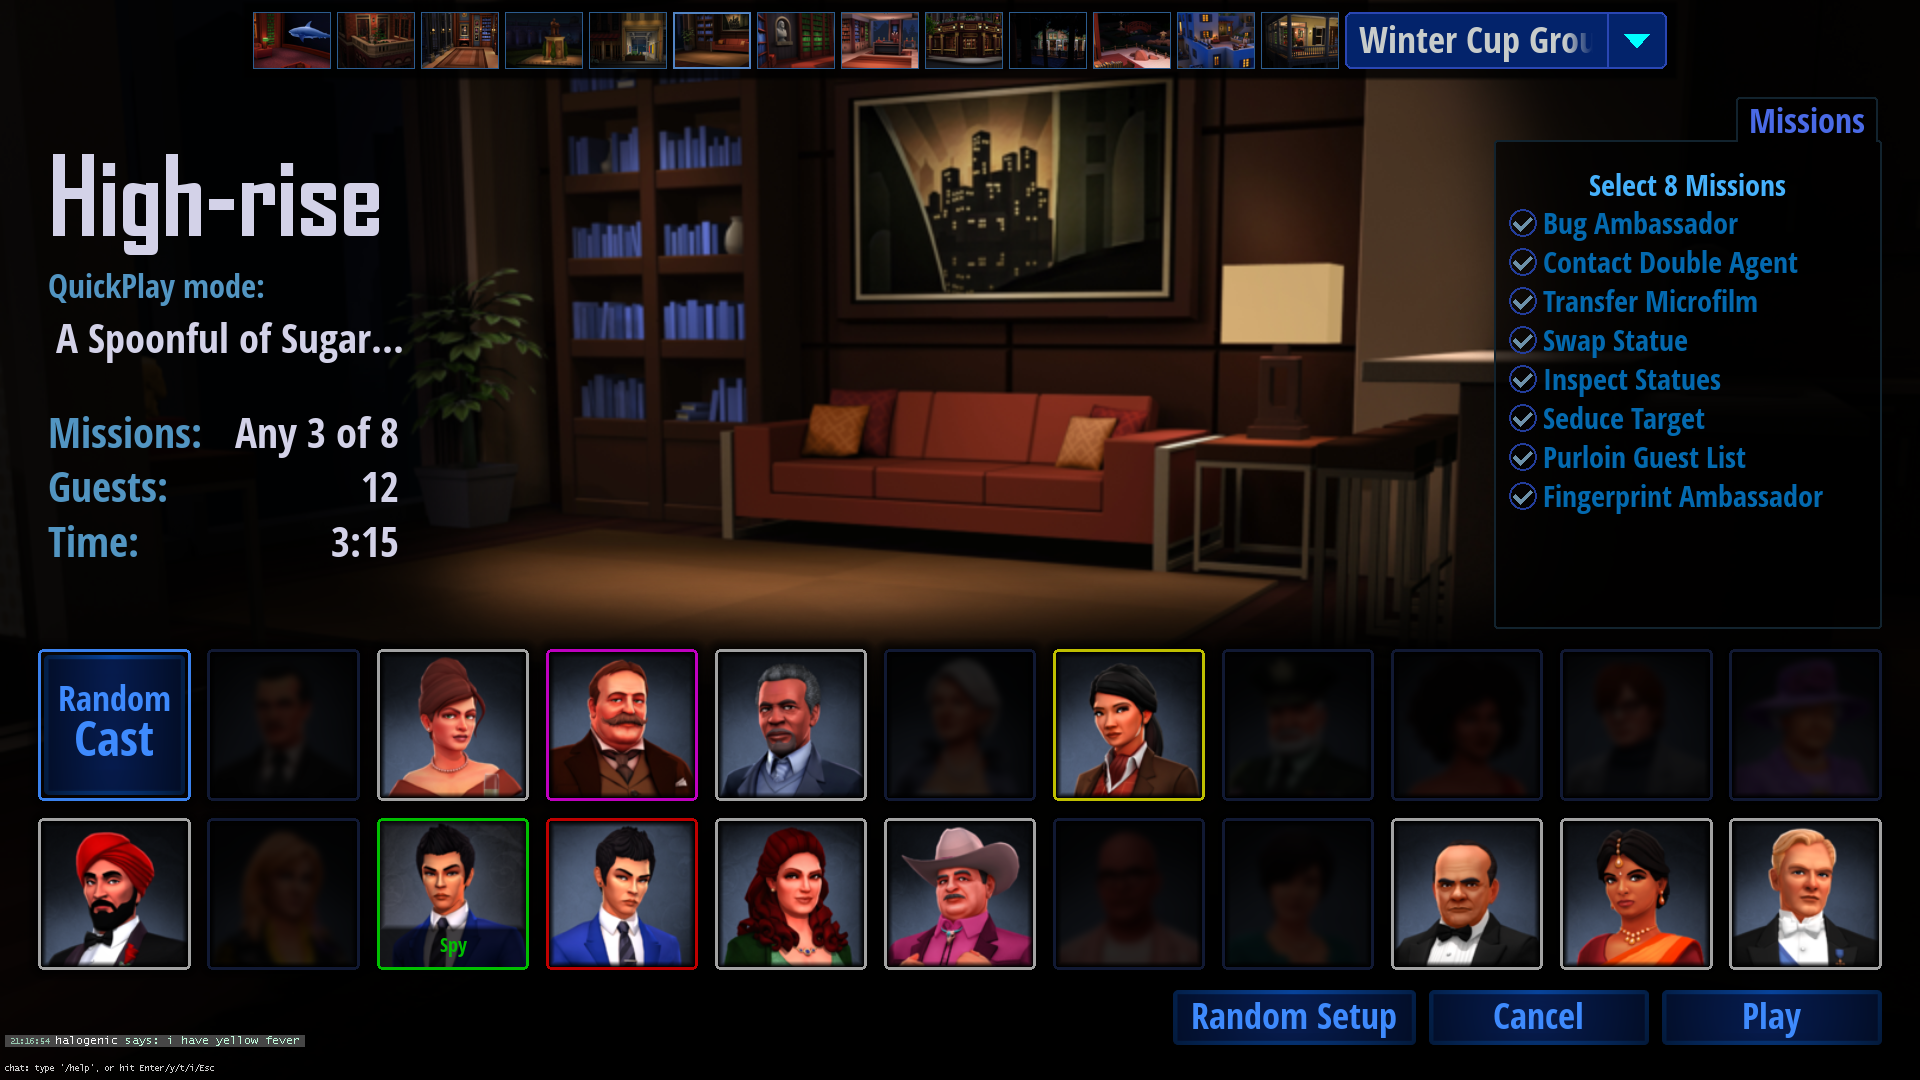 Winter Cup Grou
Missions
High-rise
QuickPlay mode:
A Spoonful of Sugar...
Missions: Any 3 of 8
Guests: 12
Time: 3:15
Select 8 Missions
Bug Ambassador
Contact Double Agent
Transfer Microfilm
Swap Statue
Inspect Statues
Seduce Target
Purloin Guest List
Fingerprint Ambassador
Random
Cast
Spy
Random Setup
Cancel
Play
21:16:54 halogenic says: i have yellow fever
chat: type '/help', or hit Enter/y/t/i/Esc